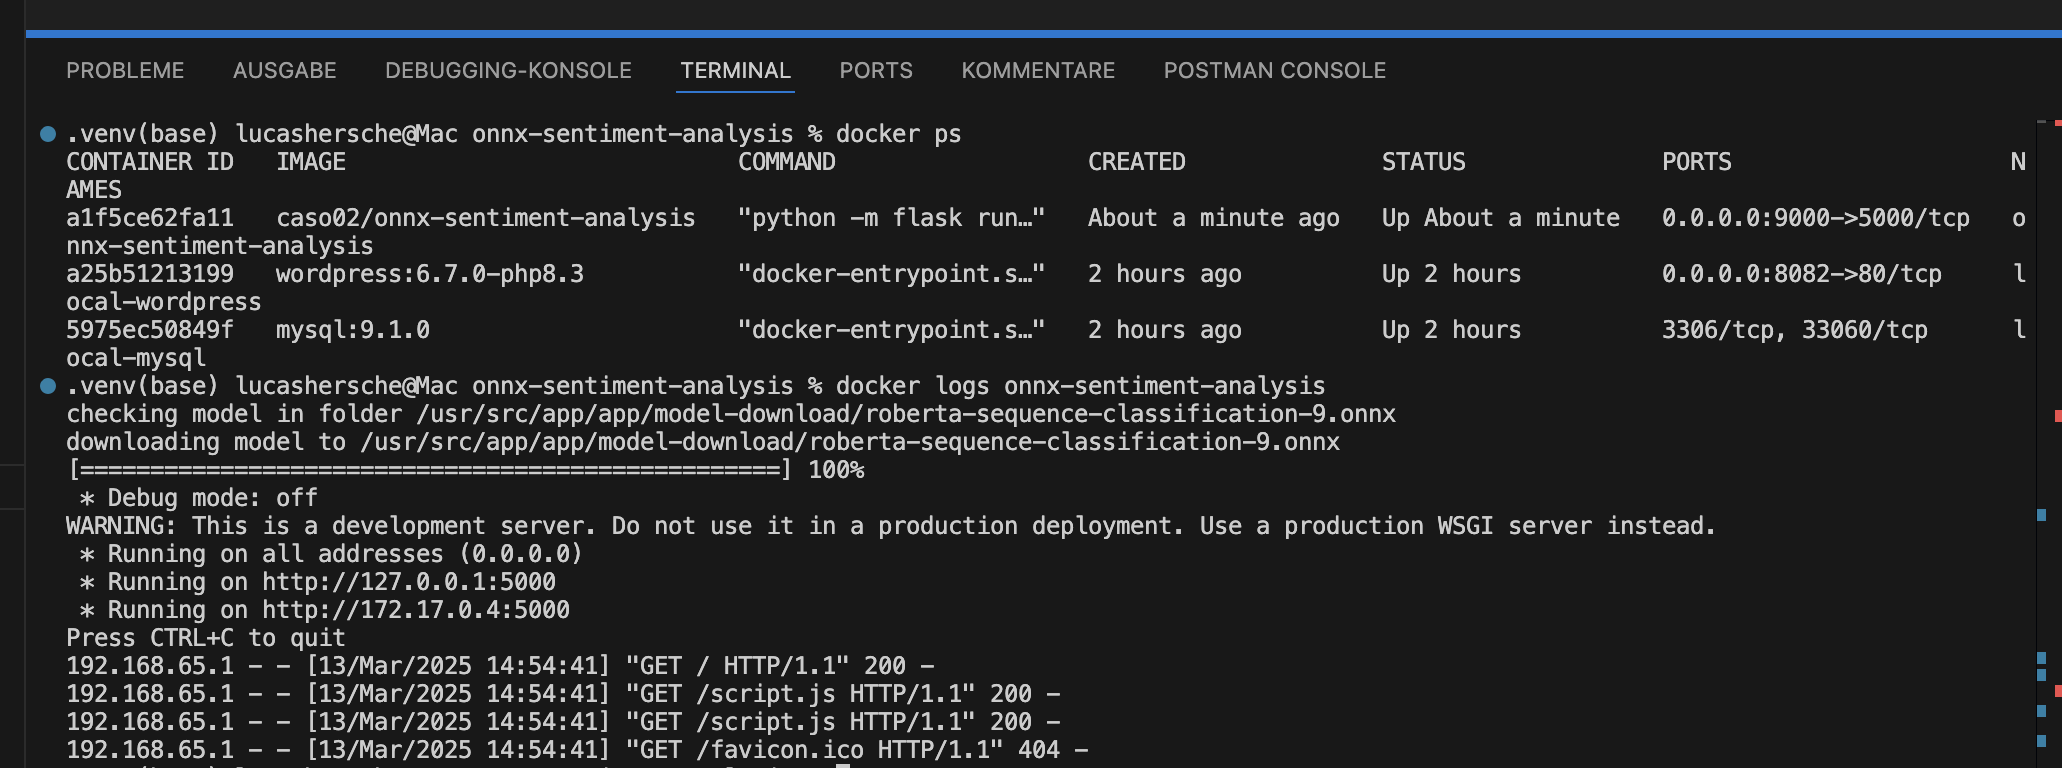 PROBLEME AUSGABE DEBUGGING-KONSOLE TERMINAL PORTS KOMMENTARE POSTMAN CONSOLE
.venv(base) lucashersche@Mac onnx-sentiment-analysis % docker ps
CONTAINER ID IMAGE COMMAND CREATED STATUS PORTS N
AMES
a1f5ce62fa11 caso02/onnx-sentiment-analysis "python -m flask run…" About a minute ago Up About a minute 0.0.0.0:9000->5000/tcp o
nnx-sentiment-analysis
a25b51213199 wordpress:6.7.0-php8.3 "docker-entrypoint.s…" 2 hours ago Up 2 hours 0.0.0.0:8082->80/tcp l
ocal-wordpress
5975ec50849f mysql:9.1.0 "docker-entrypoint.s…" 2 hours ago Up 2 hours 3306/tcp, 33060/tcp l
ocal-mysql
.venv(base) lucashersche@Mac onnx-sentiment-analysis % docker logs onnx-sentiment-analysis
checking model in folder /usr/src/app/app/model-download/roberta-sequence-classification-9.onnx
downloading model to /usr/src/app/app/model-download/roberta-sequence-classification-9.onnx
[==================================================] 100%
* Debug mode: off
WARNING: This is a development server. Do not use it in a production deployment. Use a production WSGI server instead.
* Running on all addresses (0.0.0.0)
* Running on http://127.0.0.1:5000
* Running on http://172.17.0.4:5000
Press CTRL+C to quit
192.168.65.1 - - [13/Mar/2025 14:54:41] "GET / HTTP/1.1" 200 -
192.168.65.1 - - [13/Mar/2025 14:54:41] "GET /script.js HTTP/1.1" 200 -
192.168.65.1 - - [13/Mar/2025 14:54:41] "GET /script.js HTTP/1.1" 200 -
192.168.65.1 - - [13/Mar/2025 14:54:41] "GET /favicon.ico HTTP/1.1" 404 -